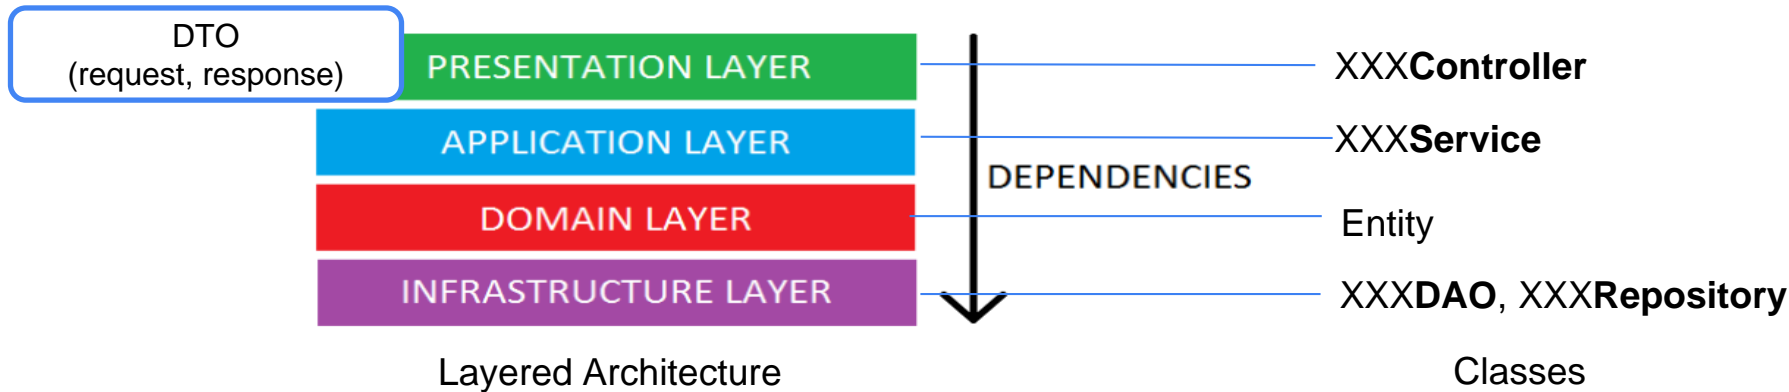 DTO
(request, response)
PRESENTATION LAYER
XXXController
APPLICATION LAYER
XXXService
DEPENDENCIES
DOMAIN LAYER
Entity
INFRASTRUCTURE LAYER
XXXDAO, XXXRepository
Layered Architecture
Classes